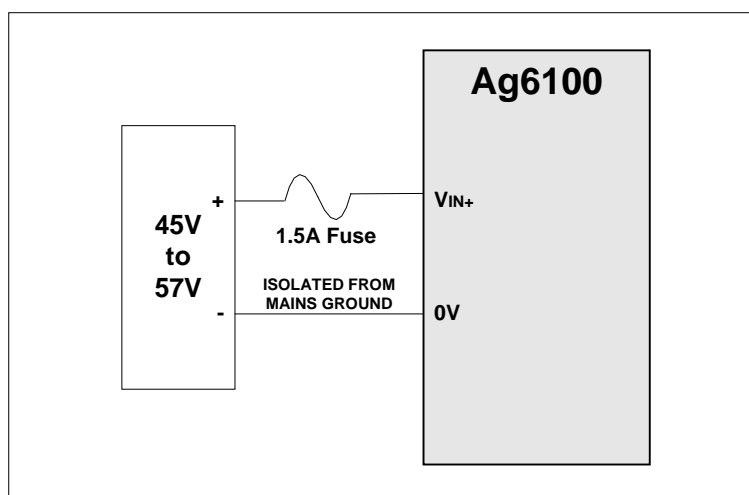 Ag6100
+
45V
to
57V
-
1.5A Fuse
ISOLATED FROM
MAINS GROUND
VIN+
0V